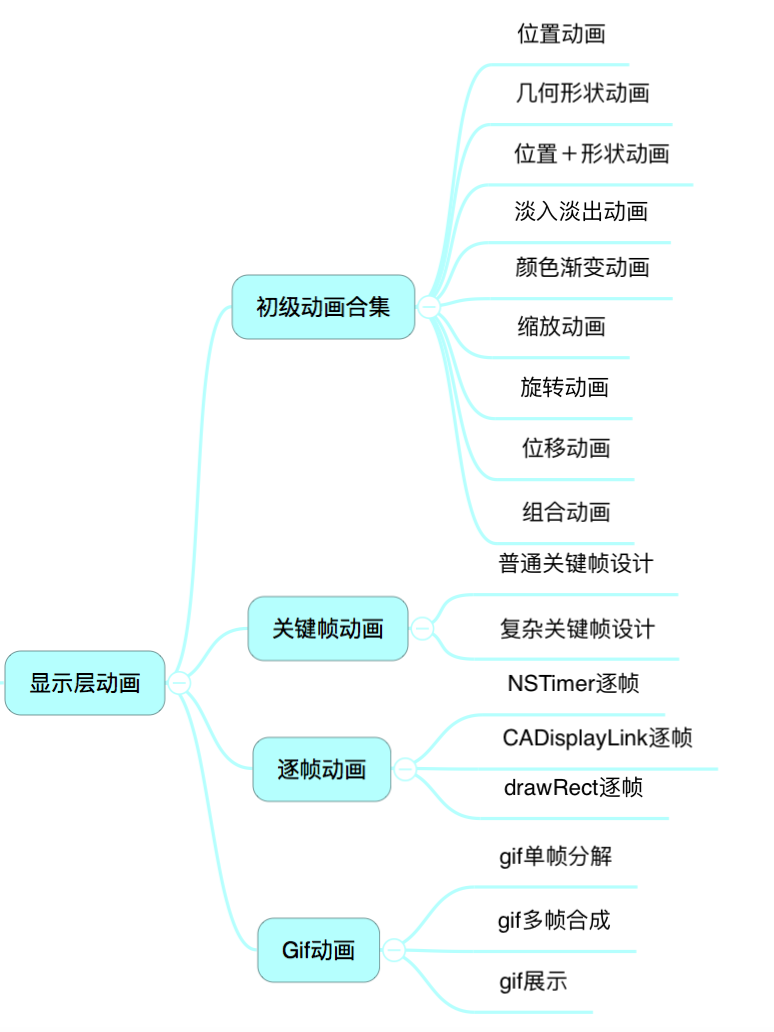 显示层动画
初级动画合集
位置动画
几何形状动画
位置＋形状动画
淡入淡出动画
颜色渐变动画
缩放动画
旋转动画
位移动画
组合动画
关键帧动画
普通关键帧设计
复杂关键帧设计
逐帧动画
NSTimer逐帧
CADisplayLink逐帧
drawRect逐帧
Gif动画
gif单帧分解
gif多帧合成
gif展示